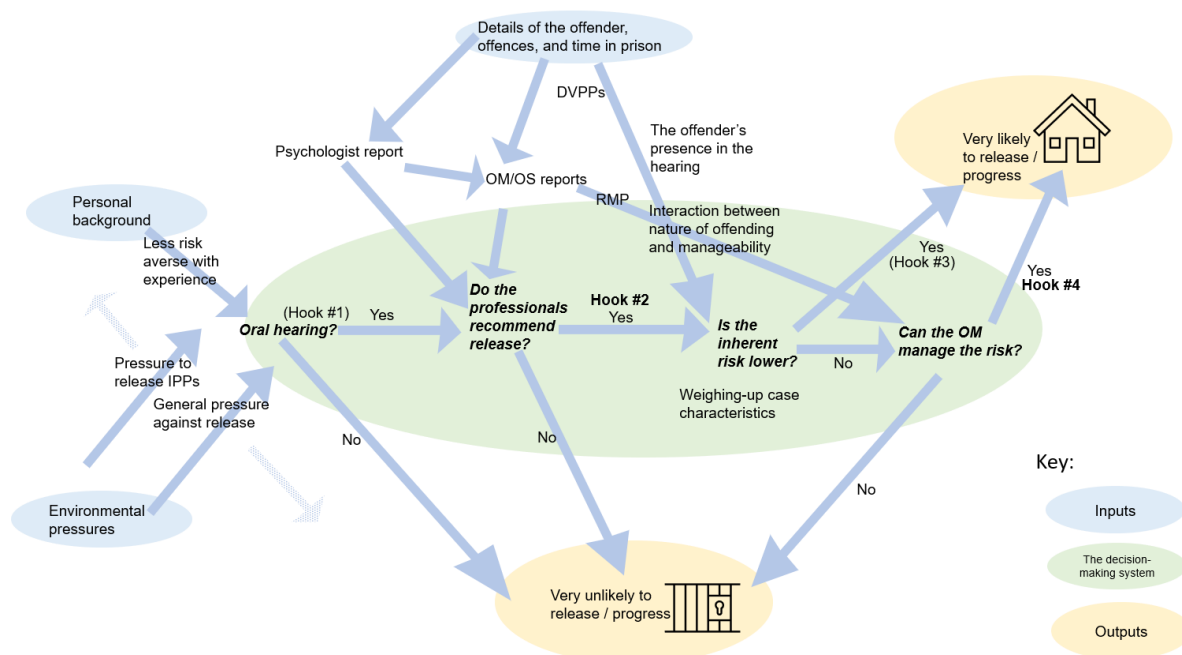 Details of the offender,
offences, and time in prison
DVPPs
The offender's
presence in the
hearing
Psychologist report
OM/OS reports
RMP
Interaction between
nature of offending
and manageability
Very likely
to release /
progress
Personal
background
Less risk
averse with
experience
Yes
(Hook #3)
Yes
Hook #4
(Hook #1)
Oral hearing?
Yes
Do the
professionals
recommend
release?
Hook #2
Yes
Is the
inherent
risk lower?
No
Can the OM
manage the risk?
Weighing-up case
characteristics
Pressure to
release IPPs
General pressure
against release
No
No
No
Environmental
pressures
Very unlikely to
release / progress
Key:
Inputs
The decision-
making system
Outputs